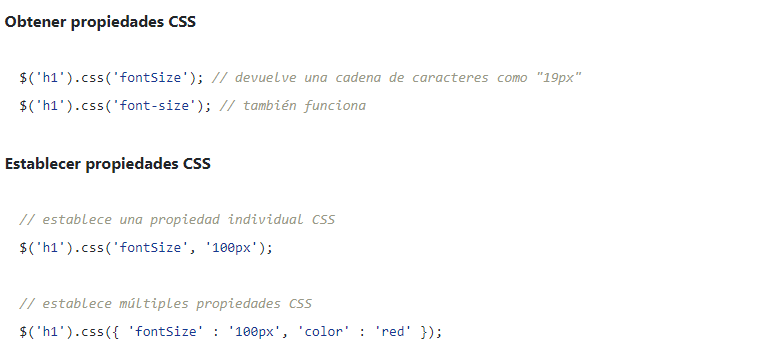 Obtener propiedades CSS
$('h1').css('fontSize'); // devuelve una cadena de caracteres como "19px"
$('h1').css('font-size'); // también funciona
Establecer propiedades CSS
// establece una propiedad individual CSS
$('h1').css('fontSize', '100px');
// establece múltiples propiedades CSS
$('h1').css({ 'fontSize' : '100px', 'color' : 'red' });